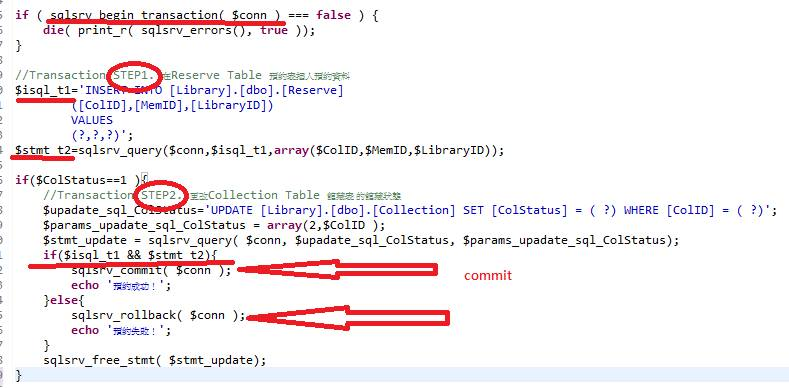 if ( sqlsrv_begin_transaction( $conn ) === false ) {
die( print_r( sqlsrv_errors(), true ));
}
//Transaction STEP1. 在Reserve Table 預約表插入預約資料
$isql_t1='INSERT INTO [Library].[dbo].[Reserve]
([ColID],[MemID],[LibraryID])
VALUES
(?,?,?)';
$stmt_t2=sqlsrv_query($conn,$isql_t1,array($ColID,$MemID,$LibraryID));
if($ColStatus==1 ){
//Transaction STEP2. 更改Collection Table 館藏表 的館藏狀態
$upadate_sql_ColStatus='UPDATE [Library].[dbo].[Collection] SET [ColStatus] = ( ?) WHERE [ColID] = ( ?)';
$params_upadate_sql_ColStatus = array(2,$ColID );
$stmt_update = sqlsrv_query( $conn, $upadate_sql_ColStatus, $params_upadate_sql_ColStatus);
if($isql_t1 && $stmt_t2){
sqlsrv_commit( $conn );
commit
echo '預約成功！';
}else{
sqlsrv_rollback( $conn );
echo '預約失敗！';
}
sqlsrv_free_stmt( $stmt_update);
}